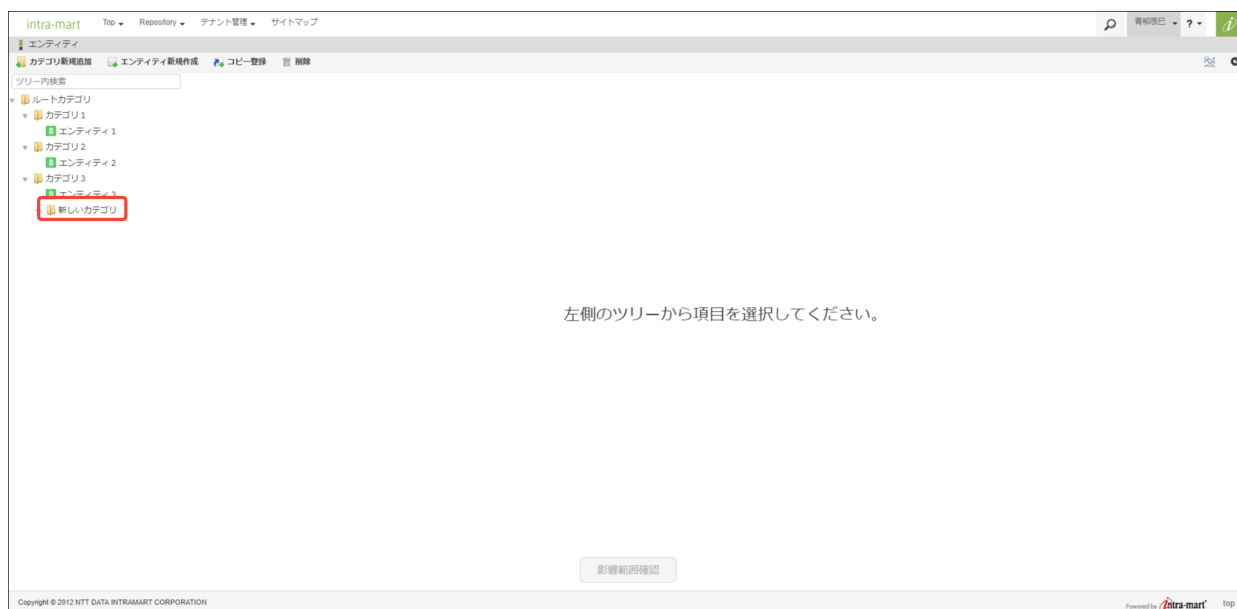 intra-mart Top Repository テナント管理 サイトマップ 青柳辰巳 ?
エンティティ
カテゴリ新規追加 エンティティ新規作成 コピー登録 削除
ツリー内検索
ルートカテゴリ
カテゴリ1
エンティティ1
カテゴリ2
エンティティ2
カテゴリ3
エンティティ3
新しいカテゴリ
左側のツリーから項目を選択してください。
影響範囲確認
Copyright © 2012 NTT DATA INTRAMART CORPORATION Powered by intra-mart top